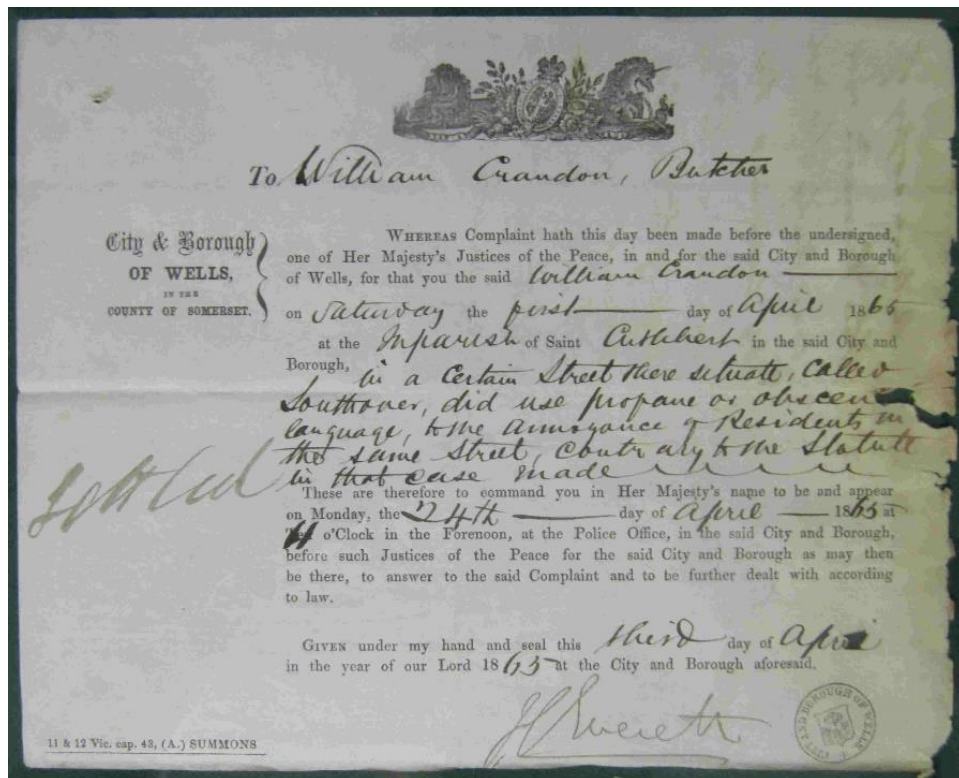 To William Crandon, Butcher
City & Borough
OF WELLS,
IN THE
COUNTY OF SOMERSET.
WHEREAS Complaint hath this day been made before the undersigned,
one of Her Majesty's Justices of the Peace, in and for the said City and Borough
of Wells, for that you the said William Crandon
on Saturday the first day of April 1865
at the Inparish of Saint Cuthbert in the said City and
Borough,
in a Certain Street there situate, called
Southover, did use profane or obscene
language, to the annoyance of Residents in
the same Street, contrary to the Statute
in that case made
These are therefore to command you in Her Majesty's name to be and appear
on Monday, the 24th day of April 1865 at
11 o'Clock in the Forenoon, at the Police Office, in the said City and Borough,
before such Justices of the Peace for the said City and Borough as may then
be there, to answer to the said Complaint and to be further dealt with according
to law.
Settled
GIVEN under my hand and seal this third day of April
in the year of our Lord 1865 at the City and Borough aforesaid.
Everett
CITY AND BOROUGH OF WELLS
11 & 12 Vic. cap. 43, (A.) SUMMONS